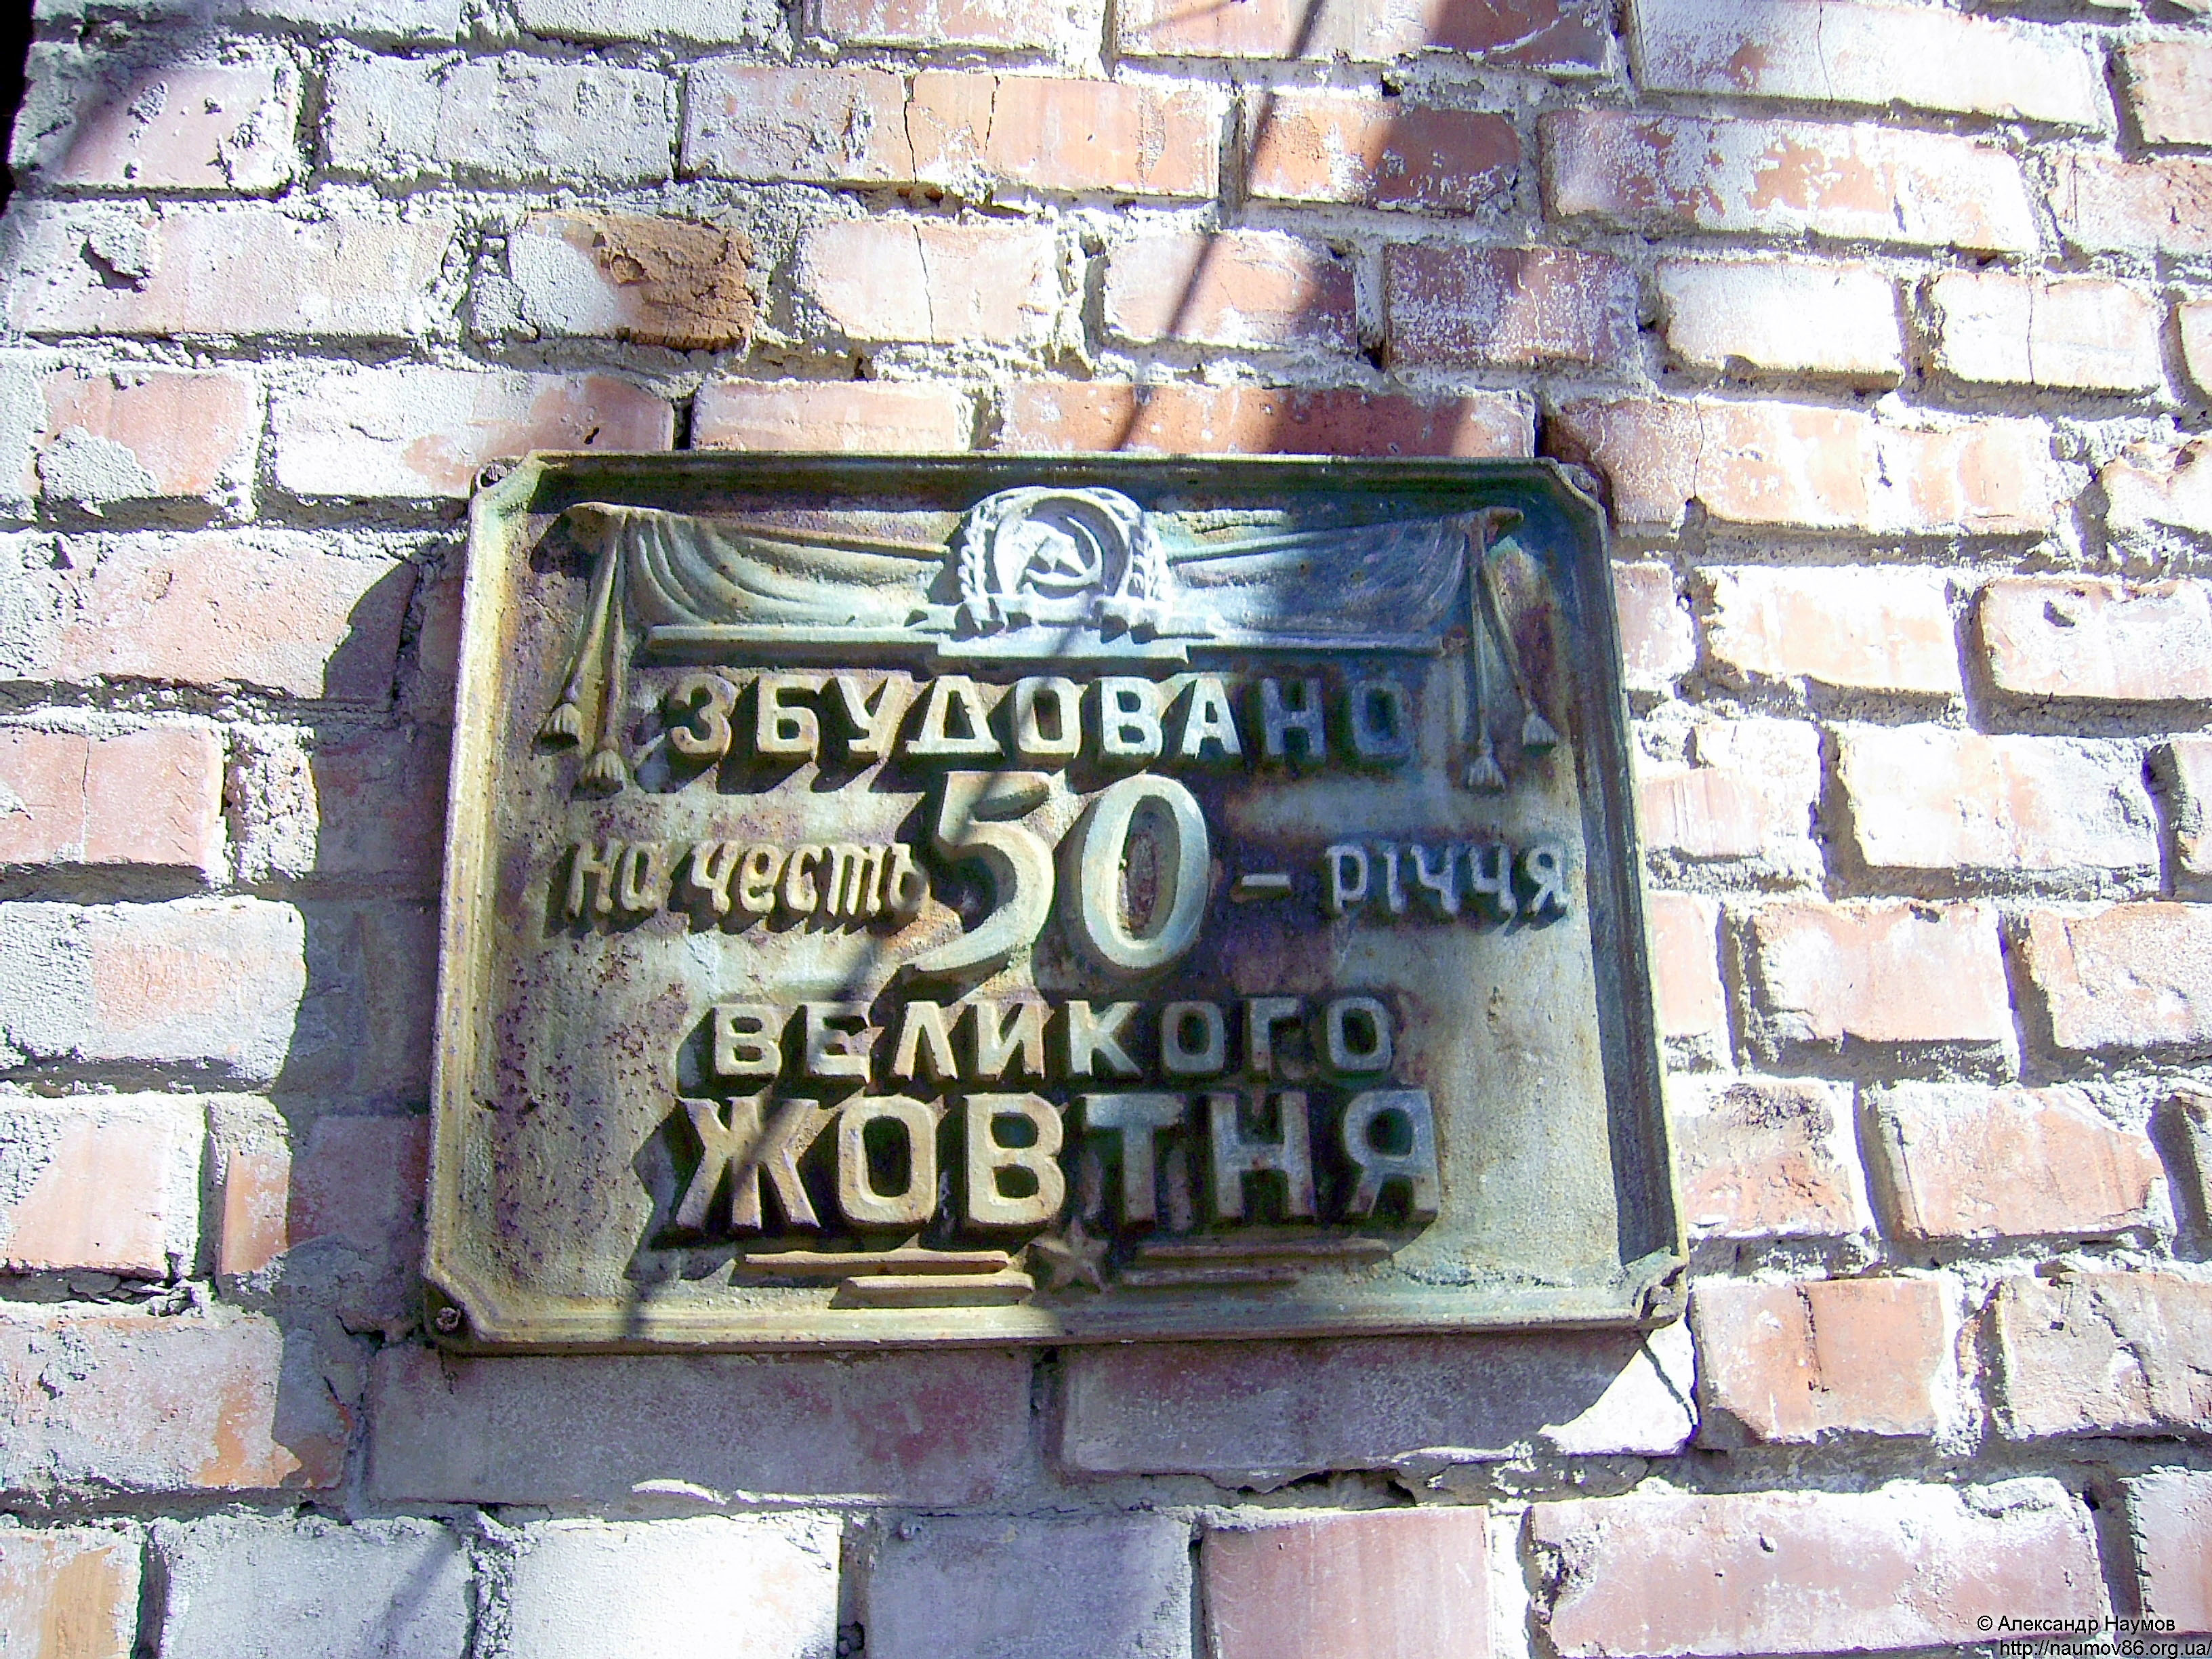 ЗБУДОВАНО
на честь 50 - річчя
ВЕЛИКОГО
ЖОВТНЯ
© Александр Наумов
http://naumov86.org.ua/